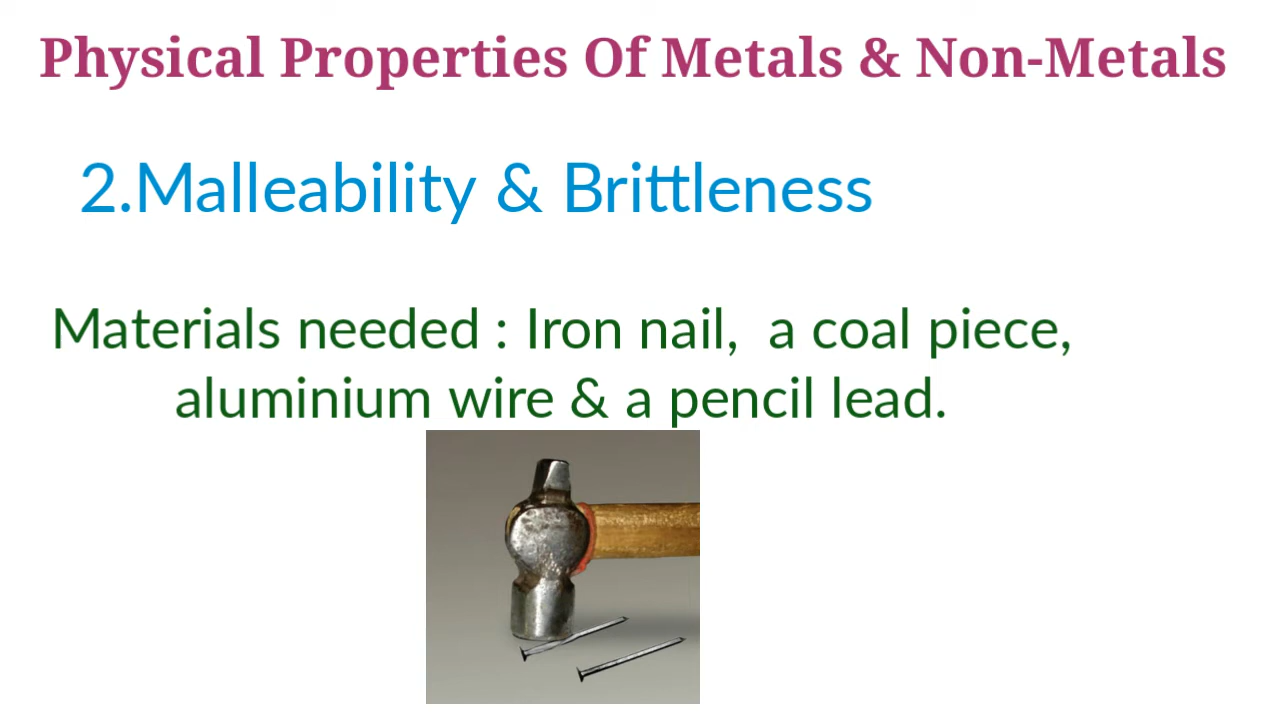 Physical Properties Of Metals & Non-Metals
2.Malleability & Brittleness
Materials needed : Iron nail, a coal piece,
aluminium wire & a pencil lead.